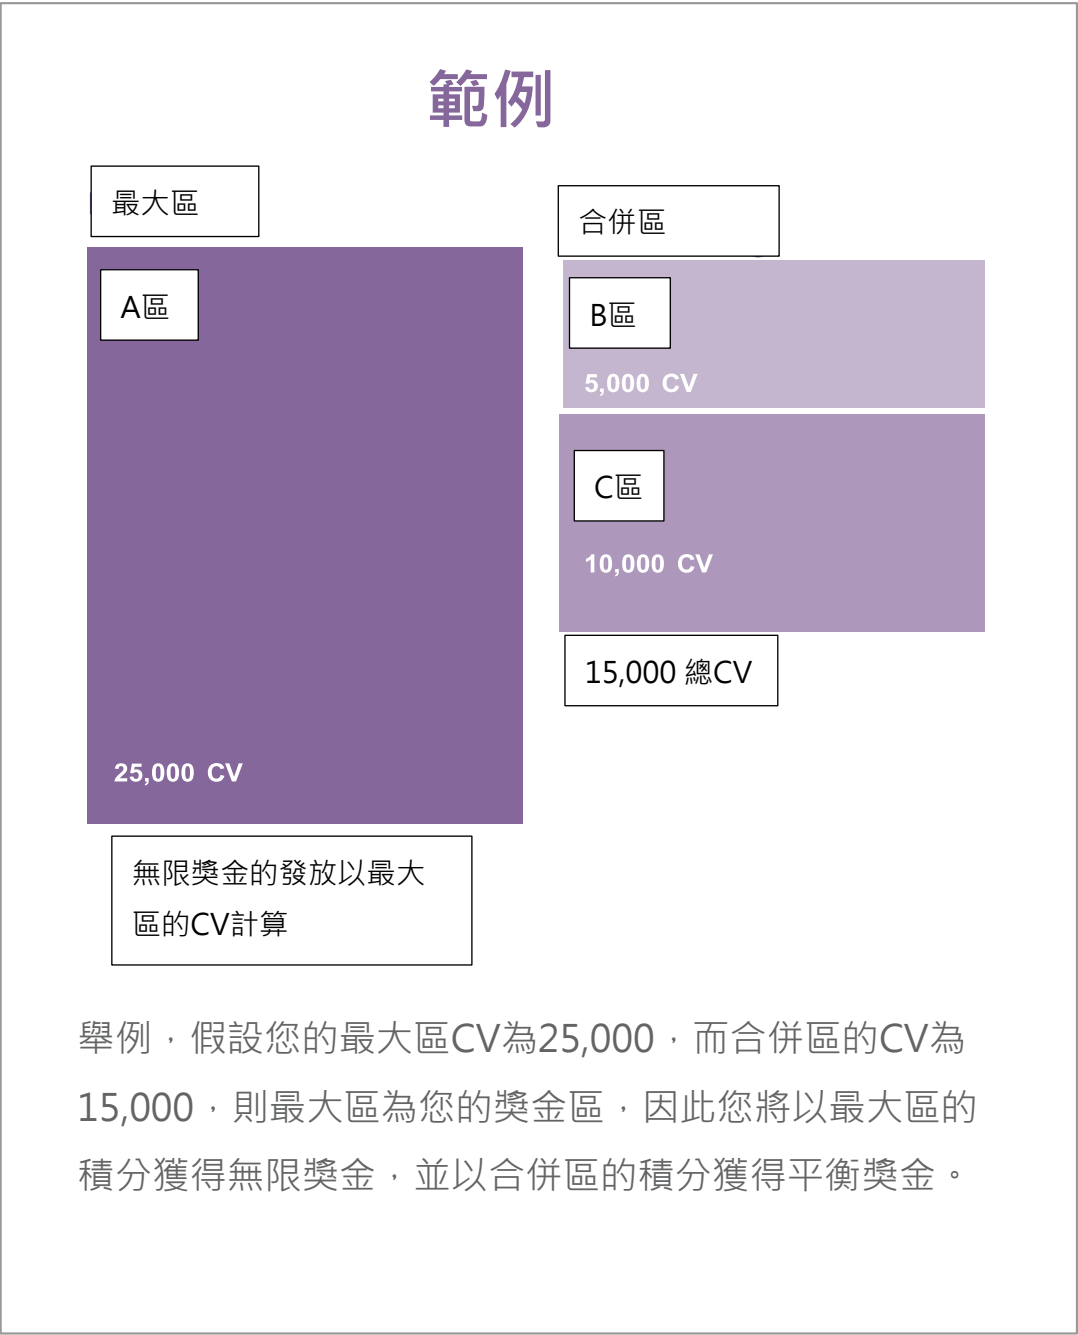 範例
最大區
A區
25,000 CV
無限獎金的發放以最大
區的CV計算
合併區
B區
5,000 CV
C區
10,000 CV
15,000 總CV
舉例，假設您的最大區CV為25,000，而合併區的CV為
15,000，則最大區為您的獎金區，因此您將以最大區的
積分獲得無限獎金，並以合併區的積分獲得平衡獎金。